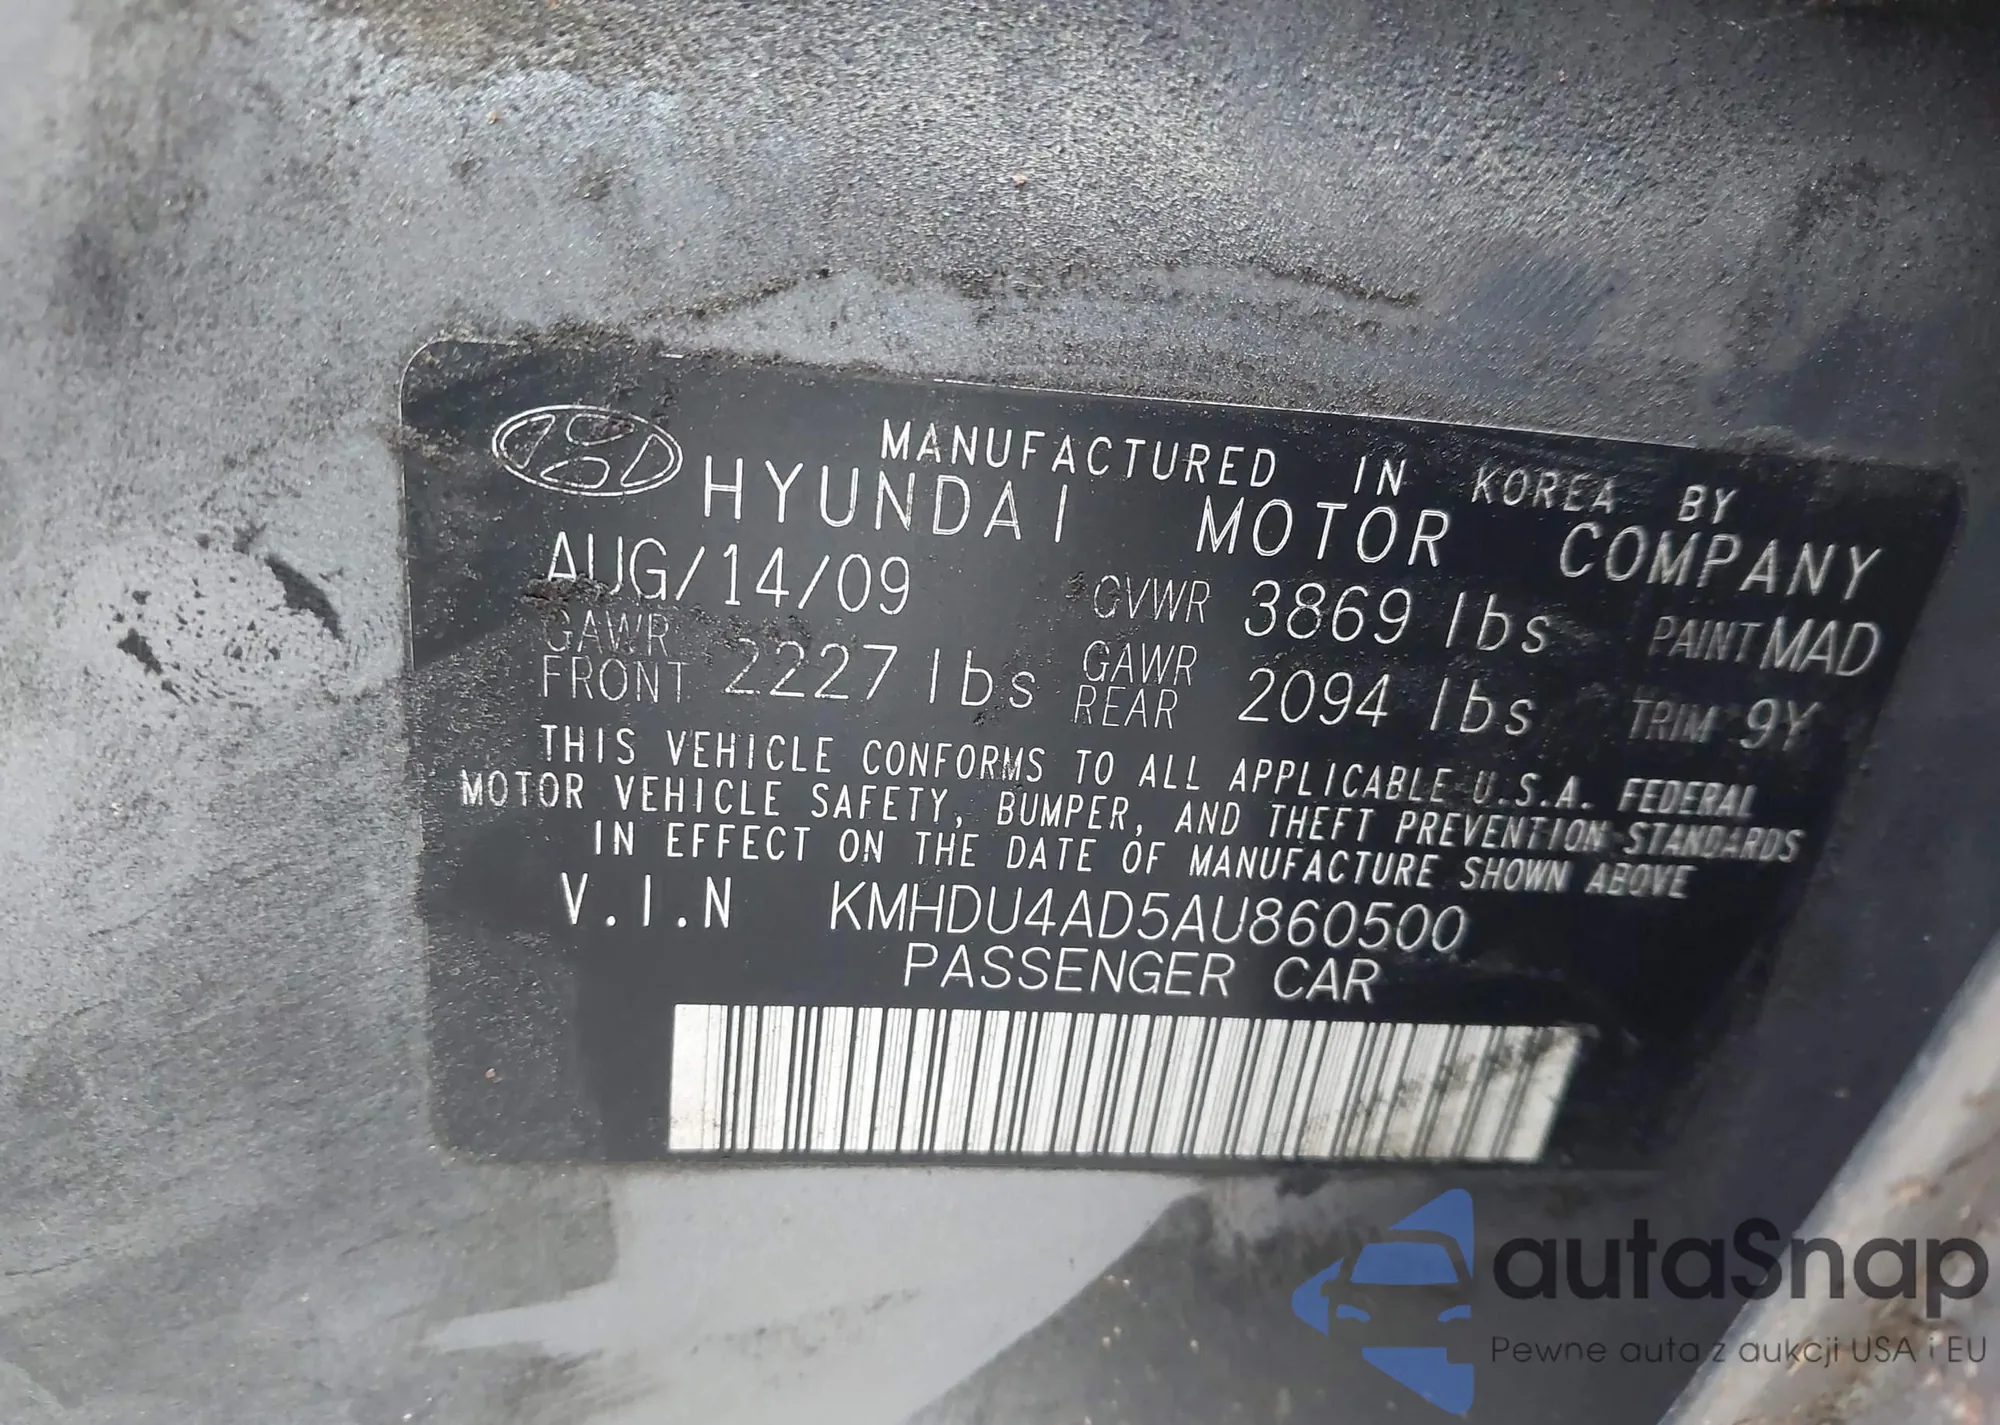 MANUFACTURED IN KOREA BY
HYUNDAI MOTOR COMPANY
AUG/14/09 GVWR 3869 lbs PAINT MAD
GAWR FRONT 2227 lbs GAWR REAR 2094 lbs TRIM 9Y
THIS VEHICLE CONFORMS TO ALL APPLICABLE U.S.A. FEDERAL
MOTOR VEHICLE SAFETY, BUMPER, AND THEFT PREVENTION STANDARDS
IN EFFECT ON THE DATE OF MANUFACTURE SHOWN ABOVE
V.I.N KMHDU4AD5AU860500
PASSENGER CAR
autaSnap
Pewne auta z aukcji USA i EU